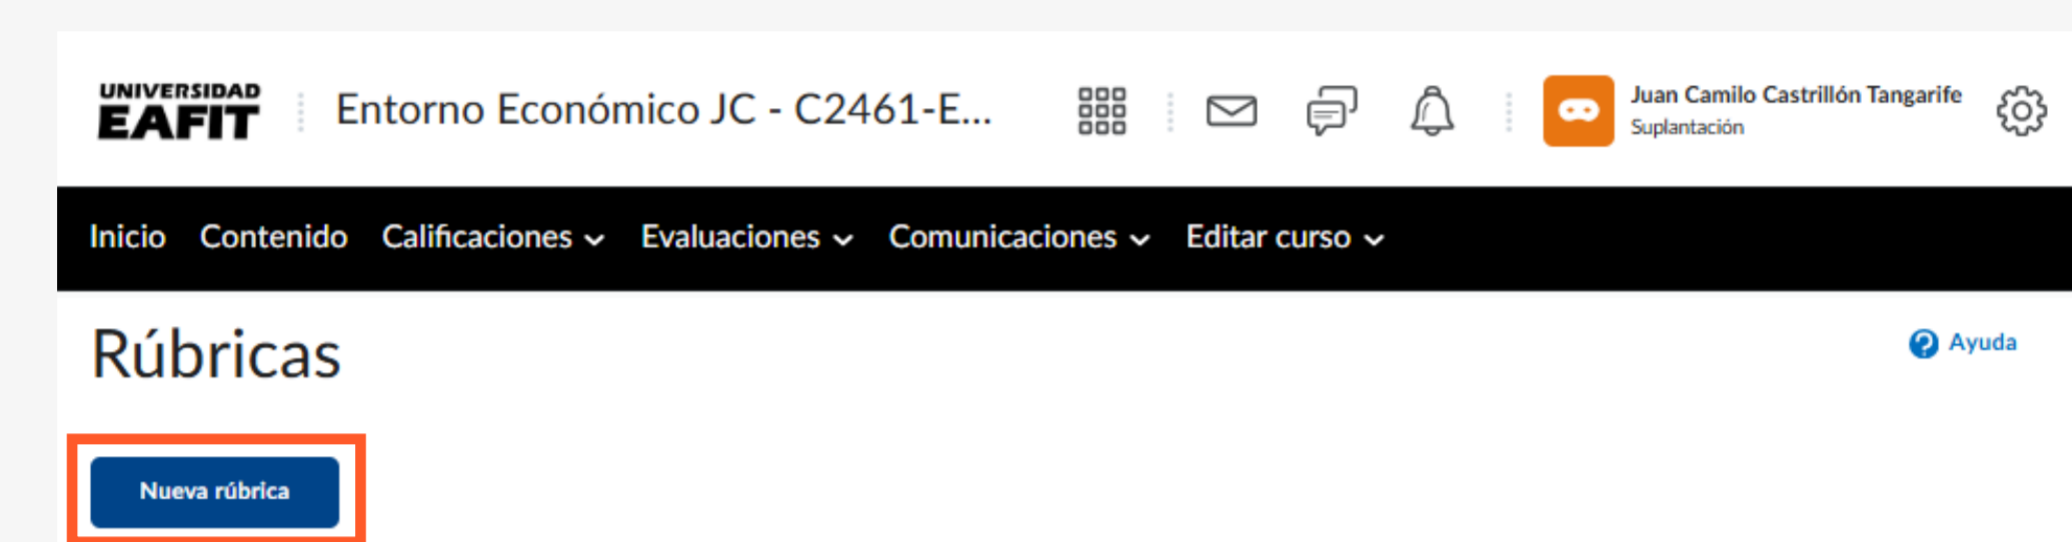 UNIVERSIDAD
EAFIT
Entorno Económico JC - C2461-E...
Juan Camilo Castrillón Tangarife
Suplantación
Inicio Contenido Calificaciones Evaluaciones Comunicaciones Editar curso
Rúbricas
Ayuda
Nueva rúbrica